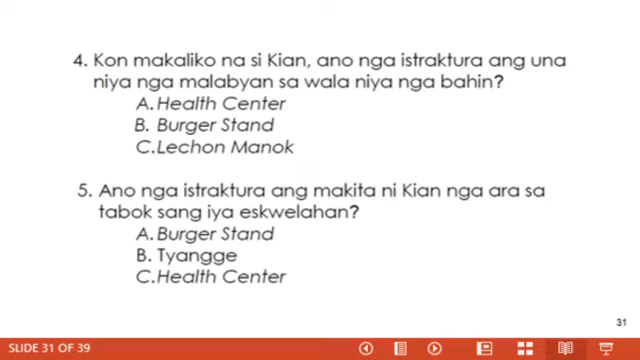 4. Kon makaliko na si Kian, ano nga istraktura ang una
niya nga malabyan sa wala niya nga bahin?
A. Health Center
B. Burger Stand
C. Lechon Manok
5. Ano nga istraktura ang makita ni Kian nga ara sa
tabok sang iya eskwelahan?
A. Burger Stand
B. Tyangge
C. Health Center
31
SLIDE 31 OF 39